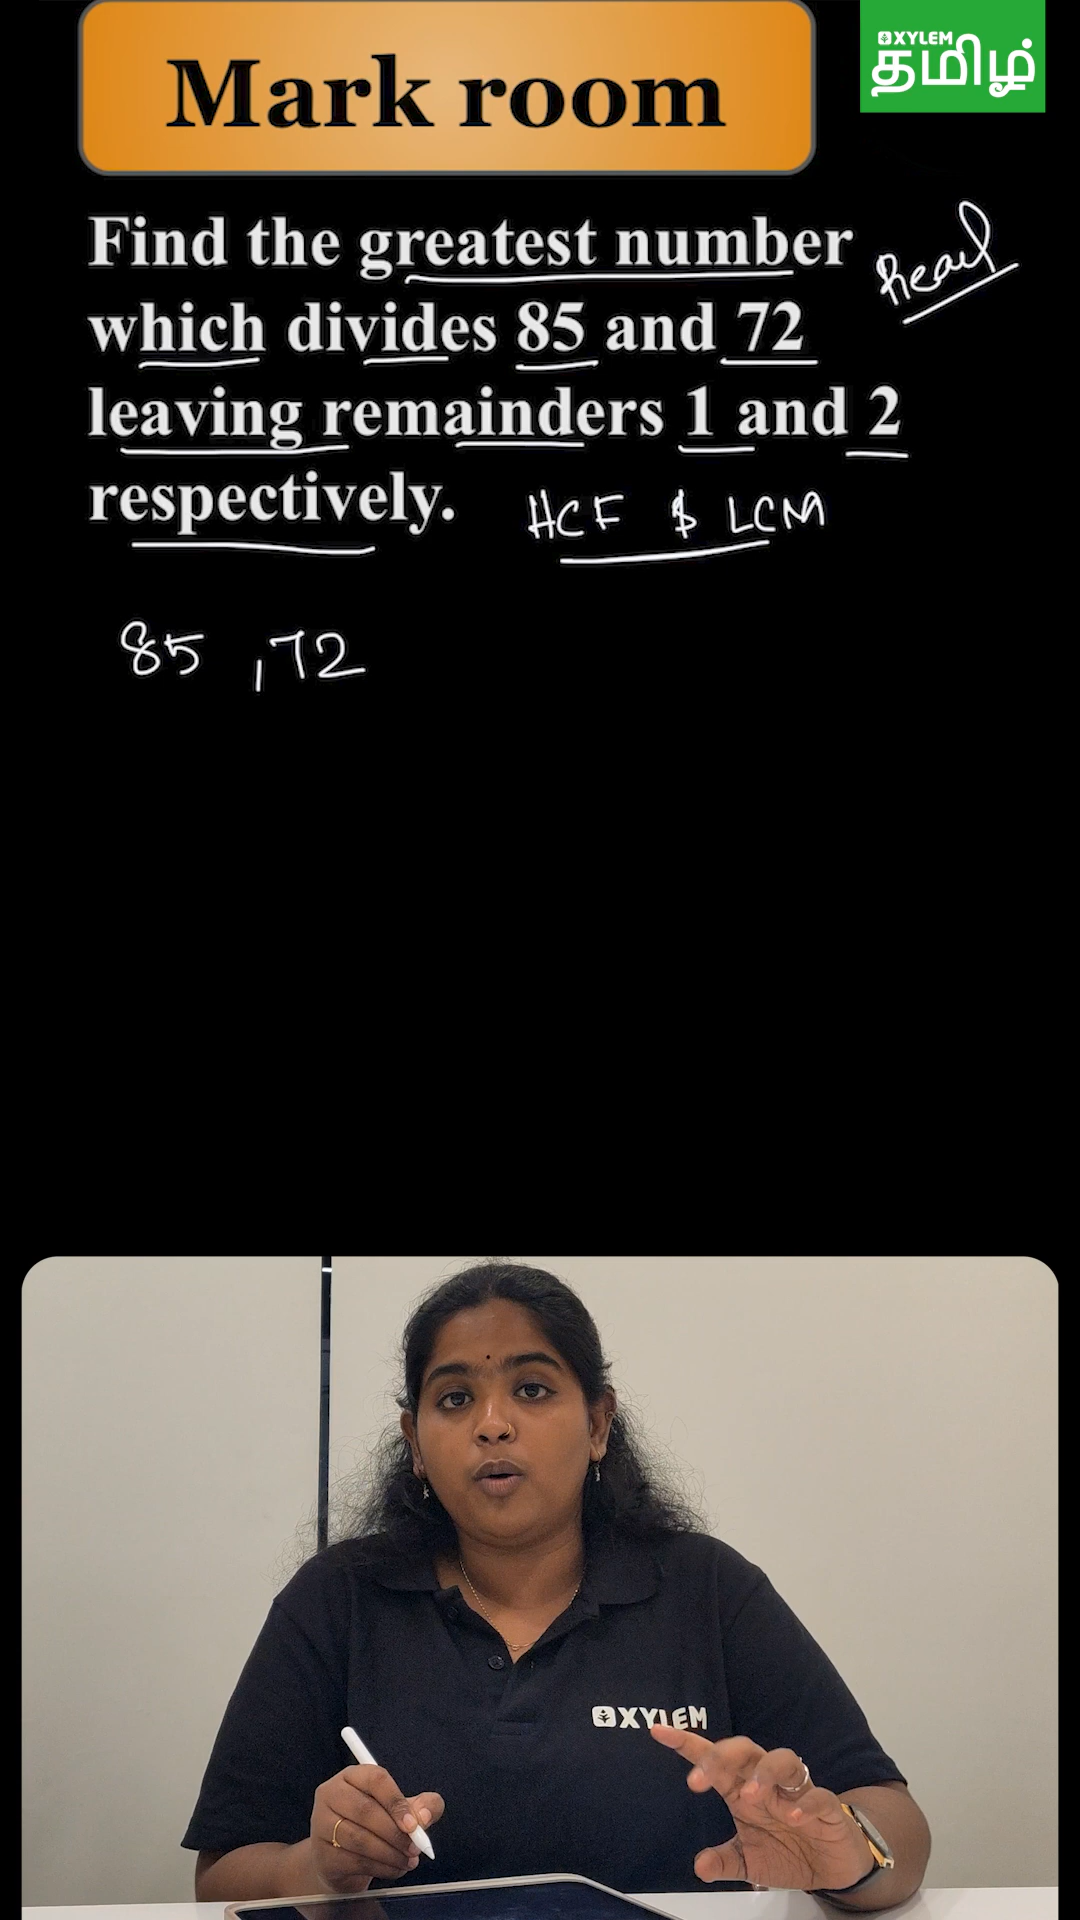 Mark room
XYLEM
தமிழ்
Find the greatest number
which divides 85 and 72
leaving remainders 1 and 2
respectively.
HCF & LCM
85 , 72
XYLEM